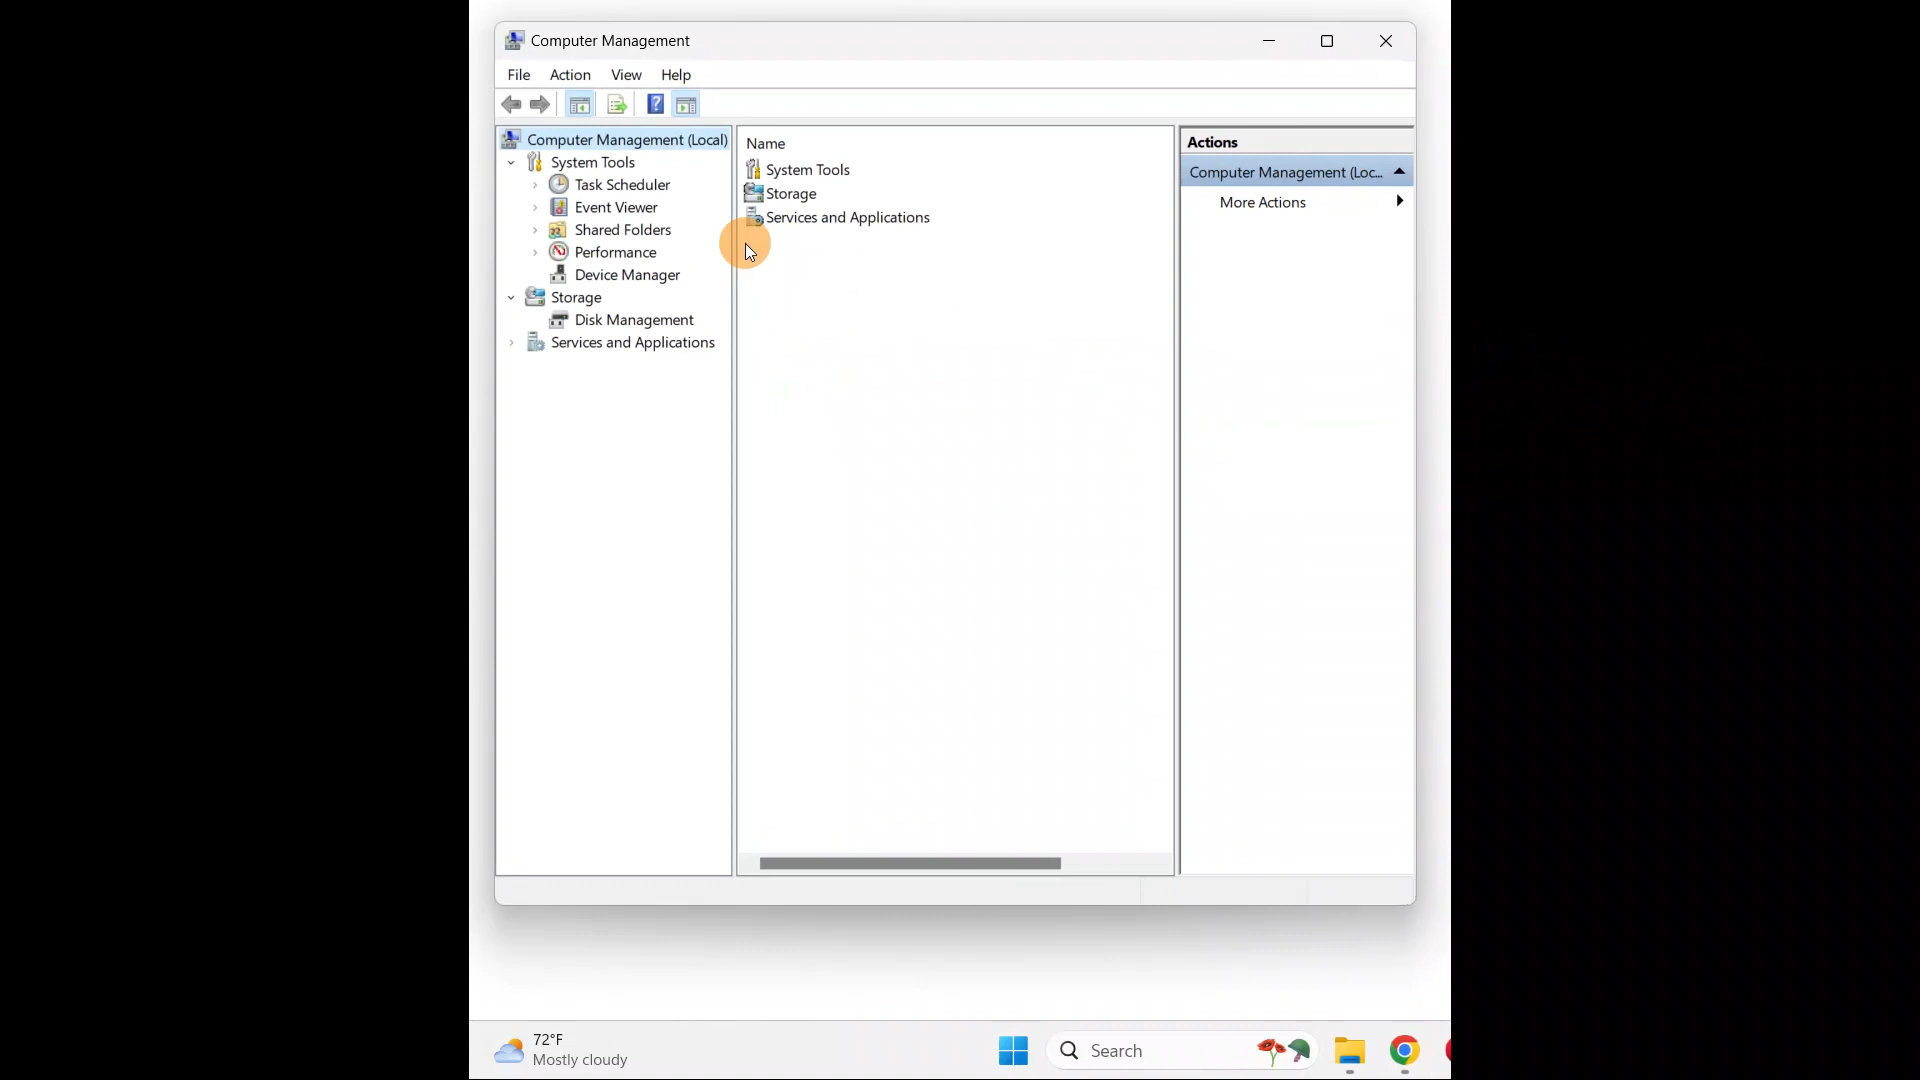 Computer Management
File Action View Help
Computer Management (Local)
System Tools
Task Scheduler
Event Viewer
Shared Folders
Performance
Device Manager
Storage
Disk Management
Services and Applications
Name
System Tools
Storage
Services and Applications
Actions
Computer Management (Loc...
More Actions
72°F
Mostly cloudy
Search